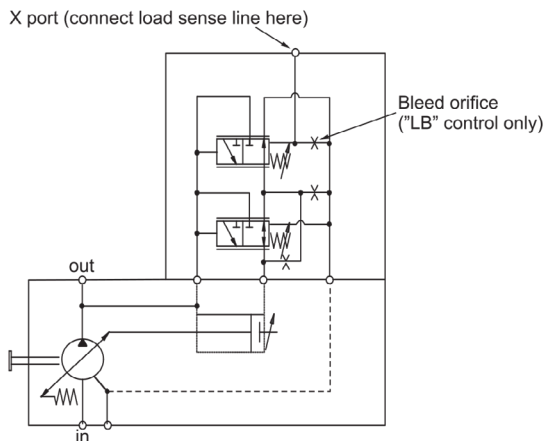 X port (connect load sense line here)
Bleed orifice
("LB" control only)
out
in